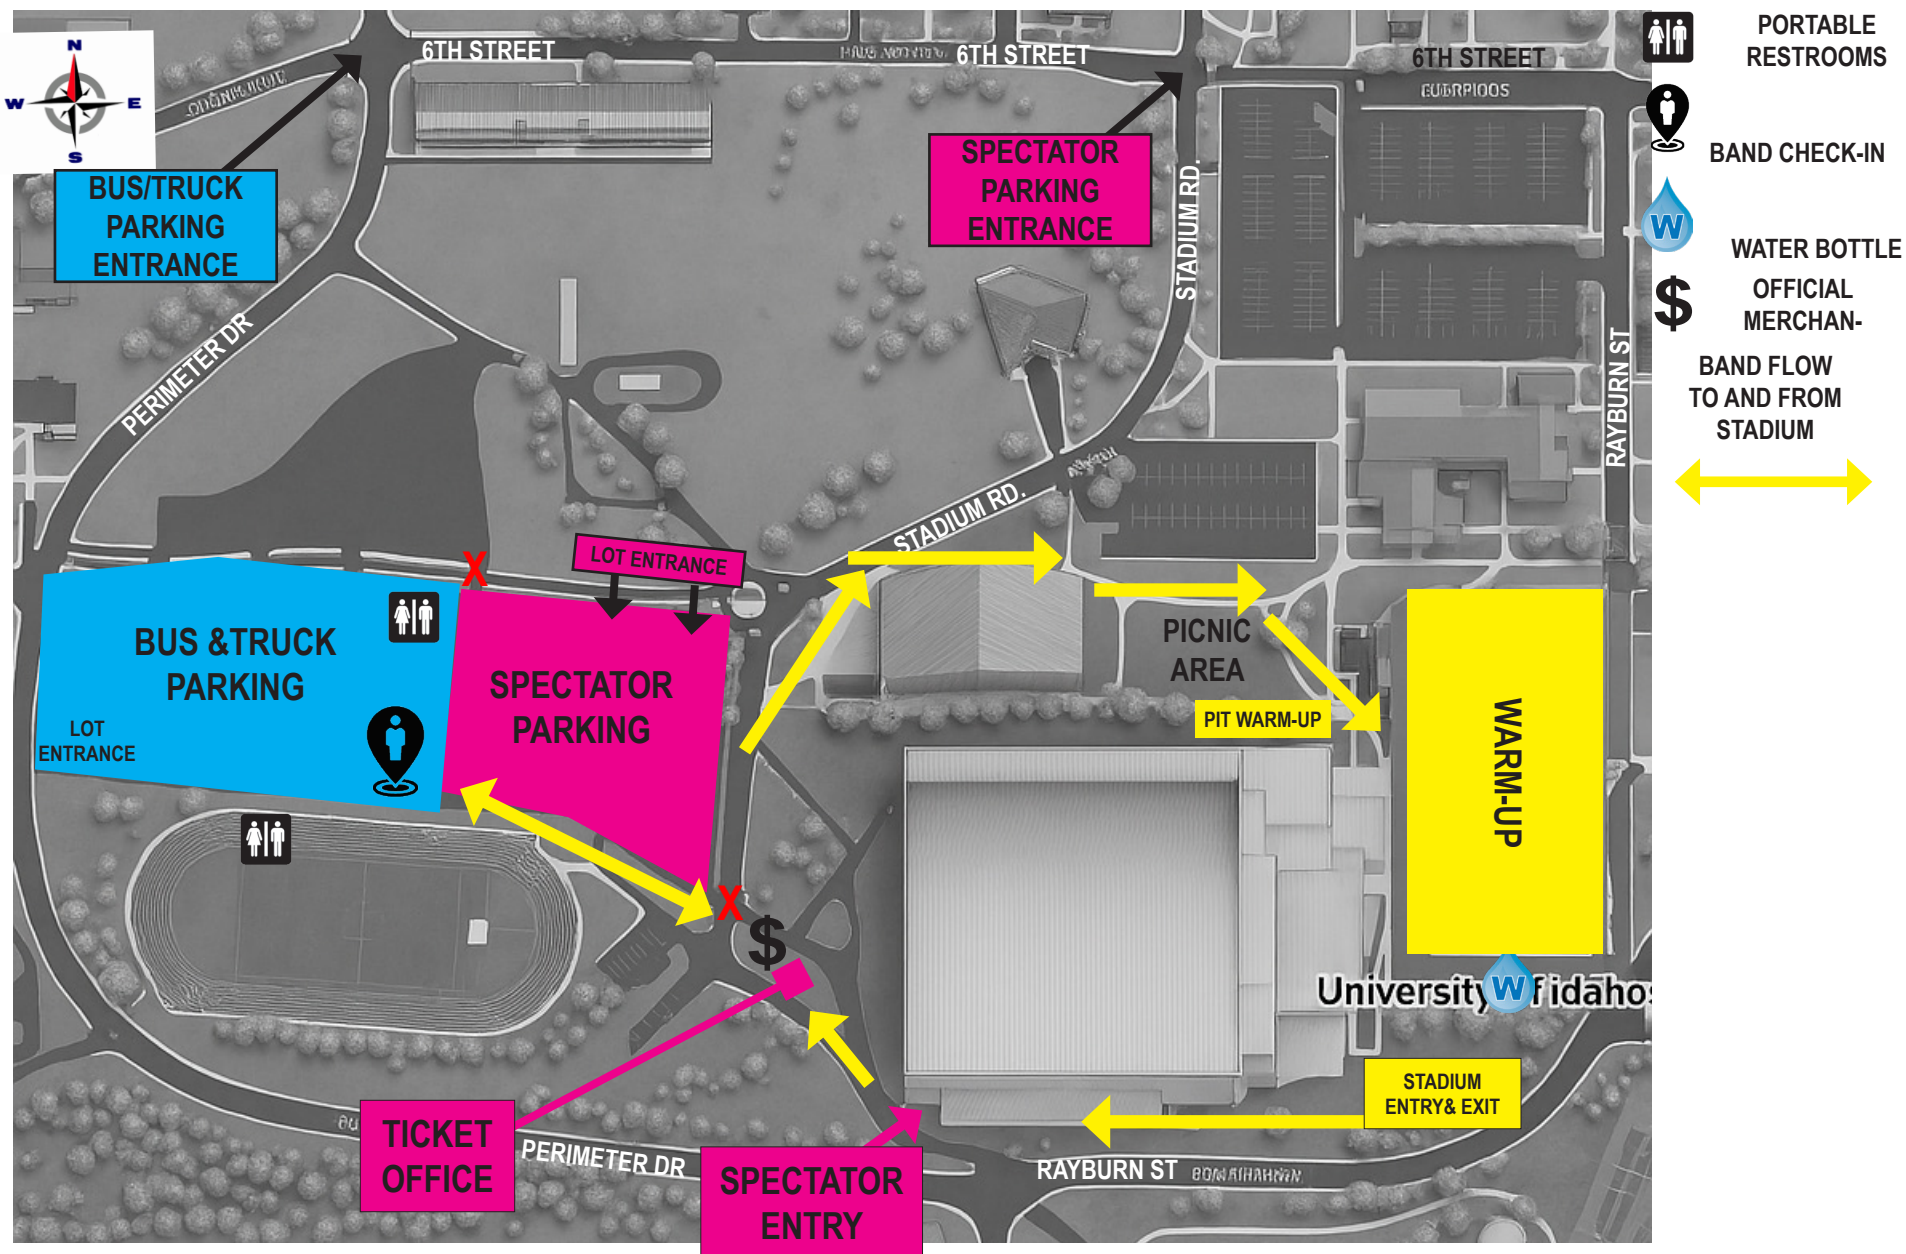 N
W
E
S
6TH STREET
6TH STREET
6TH STREET
BUS/TRUCK
PARKING
ENTRANCE
SPECTATOR
PARKING
ENTRANCE
STADIUM RD.
PERIMETER DR
RAYBURN ST
STADIUM RD.
X
LOT ENTRANCE
BUS &TRUCK
PARKING
LOT
ENTRANCE
SPECTATOR
PARKING
PICNIC
AREA
PIT WARM-UP
WARM-UP
X
$
W
University
idaho
STADIUM
ENTRY& EXIT
TICKET
OFFICE
PERIMETER DR
SPECTATOR
ENTRY
RAYBURN ST
PORTABLE
RESTROOMS
BAND CHECK-IN
W
WATER BOTTLE
$
OFFICIAL
MERCHAN-
BAND FLOW
TO AND FROM
STADIUM